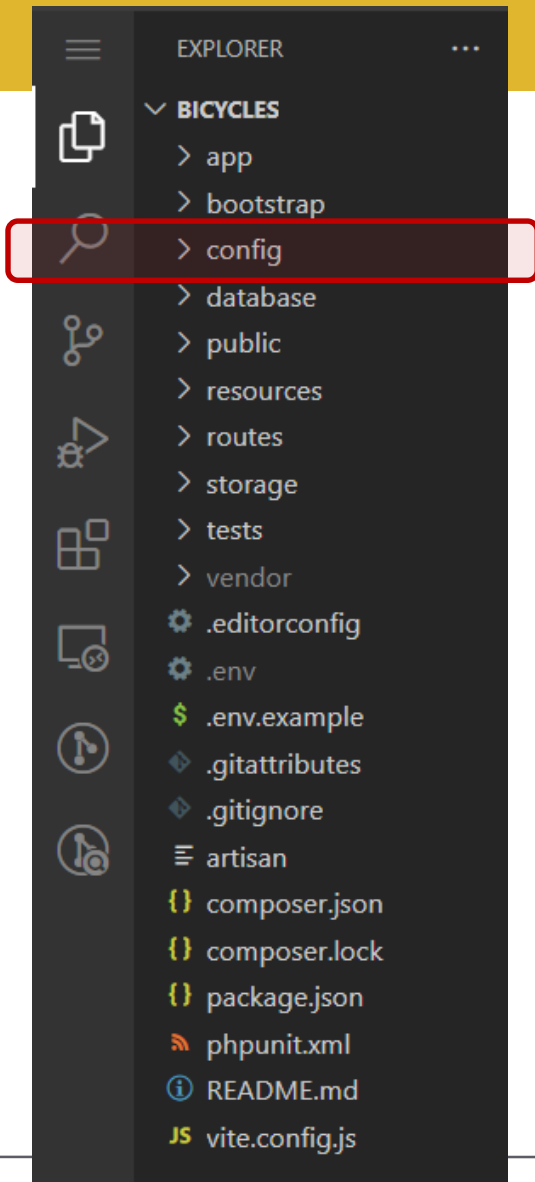 EXPLORER
BICYCLES
app
bootstrap
config
database
public
resources
routes
storage
tests
vendor
.editorconfig
.env
$ .env.example
.gitattributes
.gitignore
artisan
{} composer.json
{} composer.lock
{} package.json
phpunit.xml
README.md
JS vite.config.js